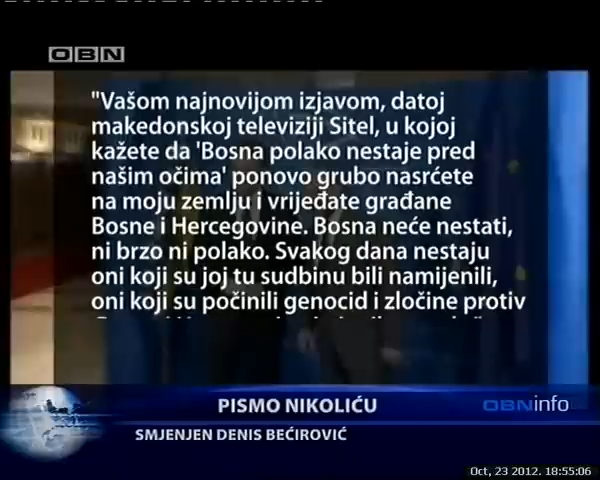 OBN
"Vašom najnovijom izjavom, datoj
makedonskoj televiziji Sitel, u kojoj
kažete da 'Bosna polako nestaje pred
našim očima' ponovo grubo nasrćete
na moju zemlju i vrijeđate građane
Bosne i Hercegovine. Bosna neće nestati,
ni brzo ni polako. Svakog dana nestaju
oni koji su joj tu sudbinu bili namijenili,
oni koji su počinili genocid i zločine protiv
PISMO NIKOLIĆU
OBNinfo
SMJENJEN DENIS BEĆIROVIĆ
Oct, 23 2012. 18:55:06